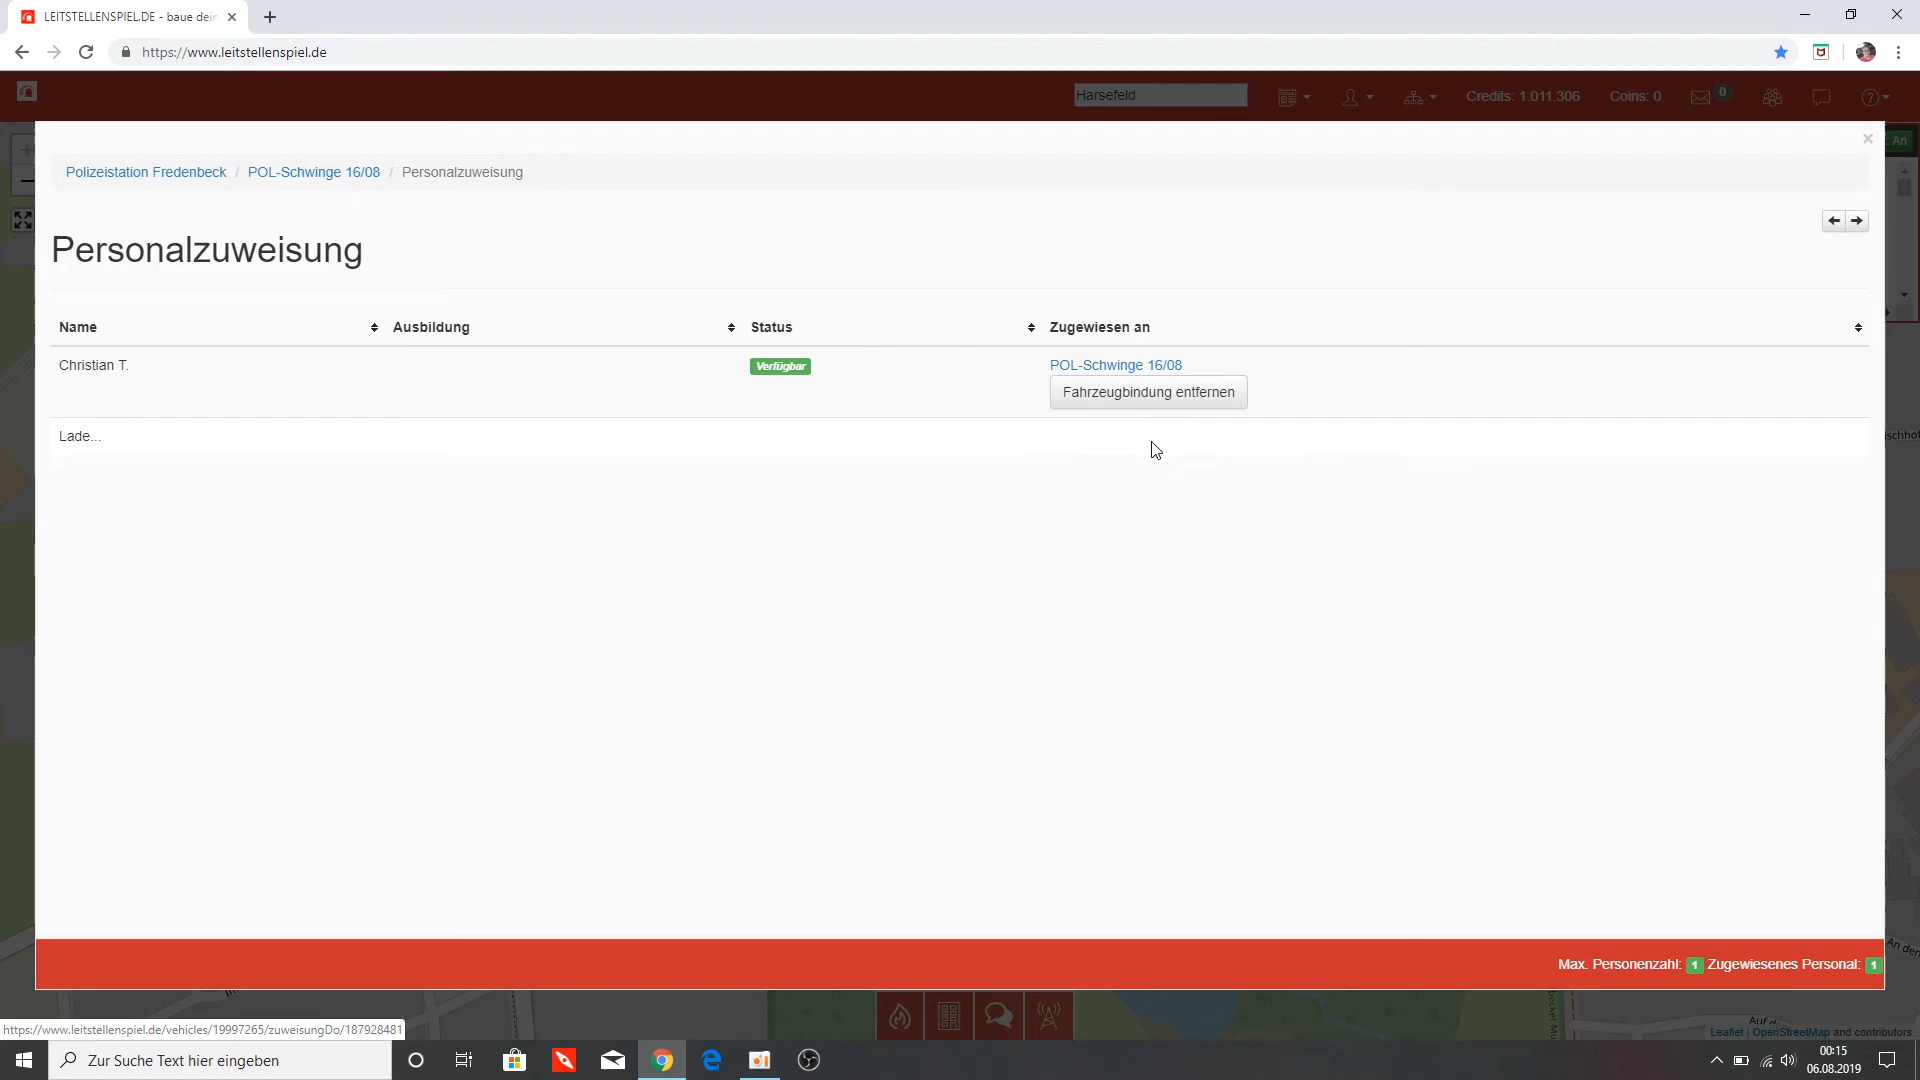 LEITSTELLENSPIEL.DE - baue dein
https://www.leitstellenspiel.de
Harsefeld
Credits: 1.011.306
Coins: 0
0
An
Polizeistation Fredenbeck / POL-Schwinge 16/08 / Personalzuweisung
Personalzuweisung
Name Ausbildung Status Zugewiesen an
Christian T. Verfügbar POL-Schwinge 16/08
Fahrzeugbindung entfernen
Lade...
Max. Personenzahl: 1 Zugewiesenes Personal: 1
Leaflet | OpenStreetMap and contributors
https://www.leitstellenspiel.de/vehicles/19997265/zuweisungDo/187928481
Zur Suche Text hier eingeben
00:15
06.08.2019